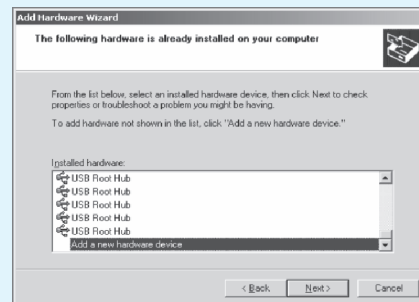 Add Hardware Wizard
The following hardware is already installed on your computer
From the list below, select an installed hardware device, then click Next to check
properties or troubleshoot a problem you might be having.
To add hardware not shown in the list, click "Add a new hardware device."
Installed hardware:
USB Root Hub
USB Root Hub
USB Root Hub
USB Root Hub
USB Root Hub
Add a new hardware device
< Back
Next >
Cancel